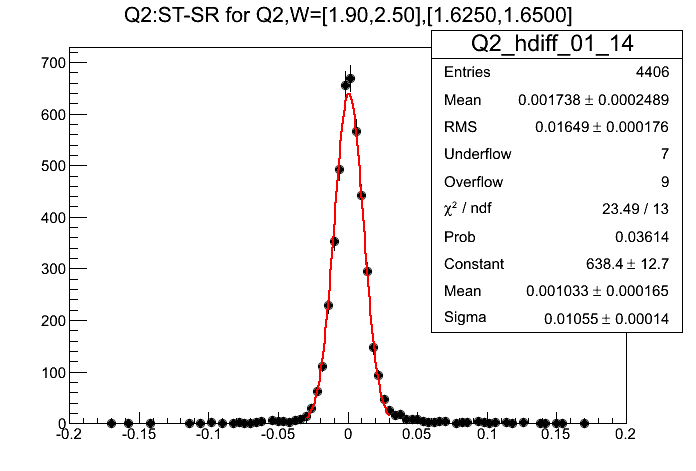 Q2:ST-SR for Q2,W=[1.90,2.50],[1.6250,1.6500]
Q2_hdiff_01_14
Entries 4406
Mean 0.001738 ± 0.0002489
RMS 0.01649 ± 0.000176
Underflow 7
Overflow 9
χ² / ndf 23.49 / 13
Prob 0.03614
Constant 638.4 ± 12.7
Mean 0.001033 ± 0.000165
Sigma 0.01055 ± 0.00014
700
600
500
400
300
200
100
0
-0.2 -0.15 -0.1 -0.05 0 0.05 0.1 0.15 0.2